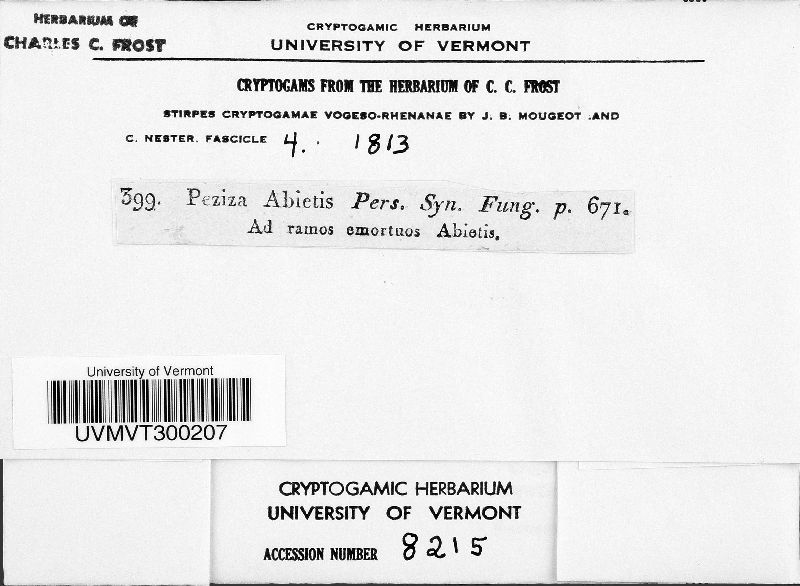 HERBARIUM OF
CHARLES C. FROST
CRYPTOGAMIC HERBARIUM
UNIVERSITY OF VERMONT
CRYPTOGAMS FROM THE HERBARIUM OF C. C. FROST
STIRPES CRYPTOGAMAE VOGESO-RHENANAE BY J. B. MOUGEOT AND
C. NESTER. FASCICLE 4. 1813
399. Peziza Abietis Pers. Syn. Fung. p. 671.
Ad ramos emortuos Abietis.
University of Vermont
UVMVT300207
CRYPTOGAMIC HERBARIUM
UNIVERSITY OF VERMONT
ACCESSION NUMBER 8215